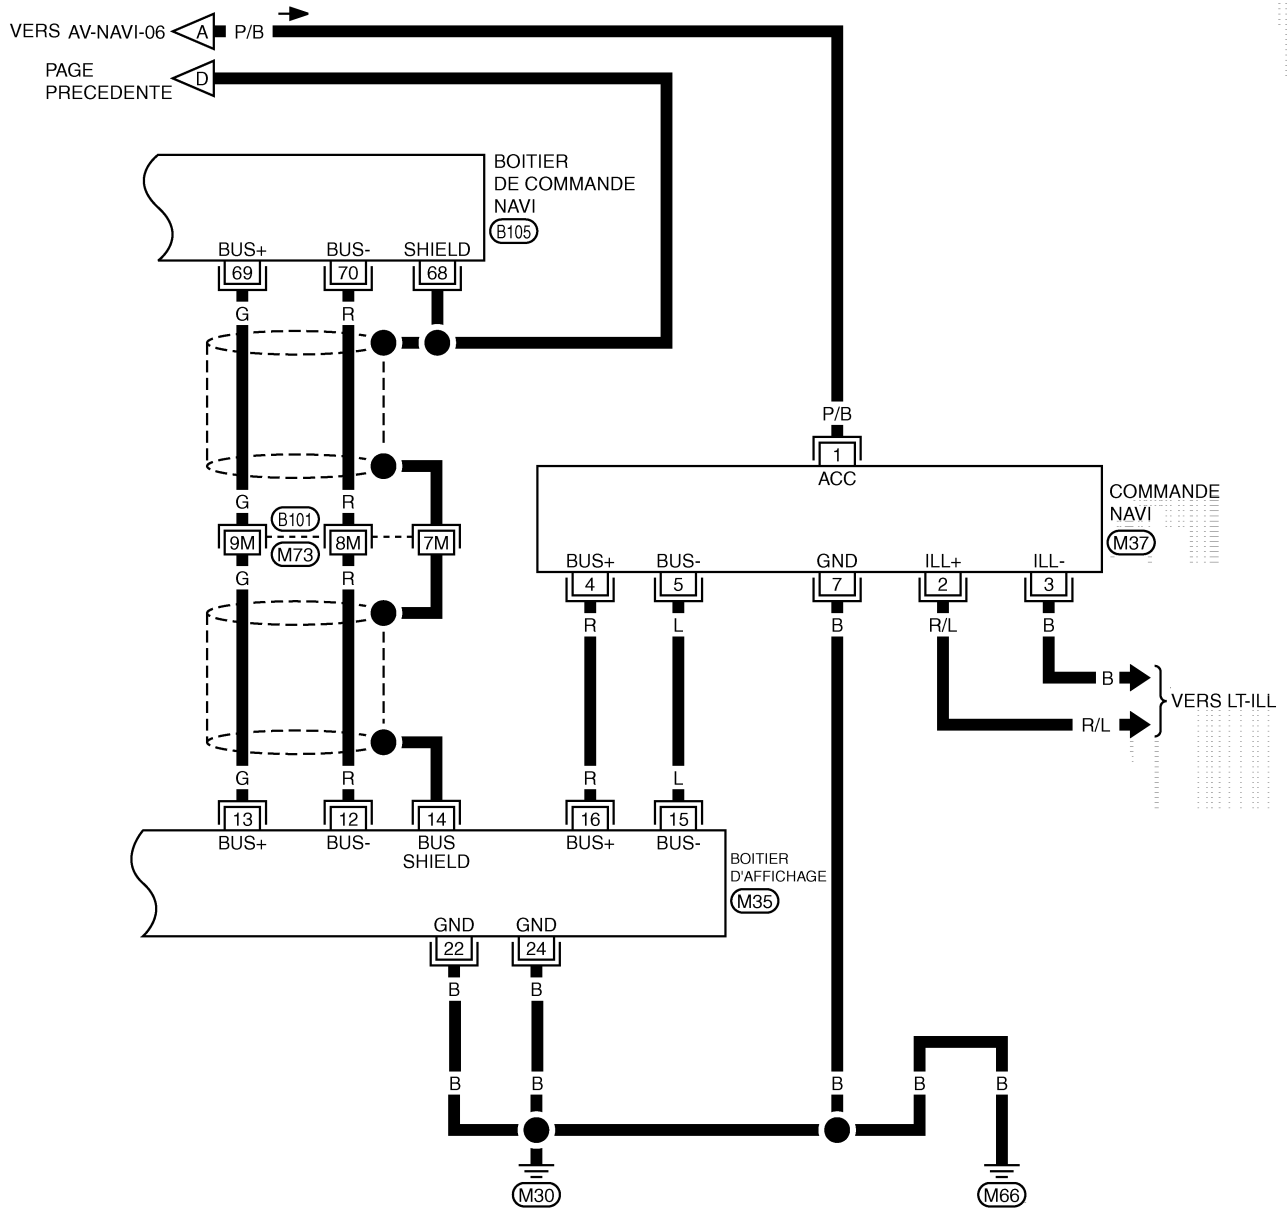 VERS AV-NAVI-06 A P/B
PAGE
PRECEDENTE D
BOITIER
DE COMMANDE
NAVI
B105
BUS+ BUS- SHIELD
69 70 68
G R
P/B
1
ACC
COMMANDE
NAVI
M37
G R
B101
9M 8M 7M
M73
G R
BUS+ BUS- GND ILL+ ILL-
4 5 7 2 3
R L B R/L B
B
VERS LT-ILL
R/L
G R R L
13 12 14 16 15
BUS+ BUS- BUS BUS+ BUS-
SHIELD
BOITIER
D'AFFICHAGE
M35
GND GND
22 24
B B
B B B B B
M30 M66